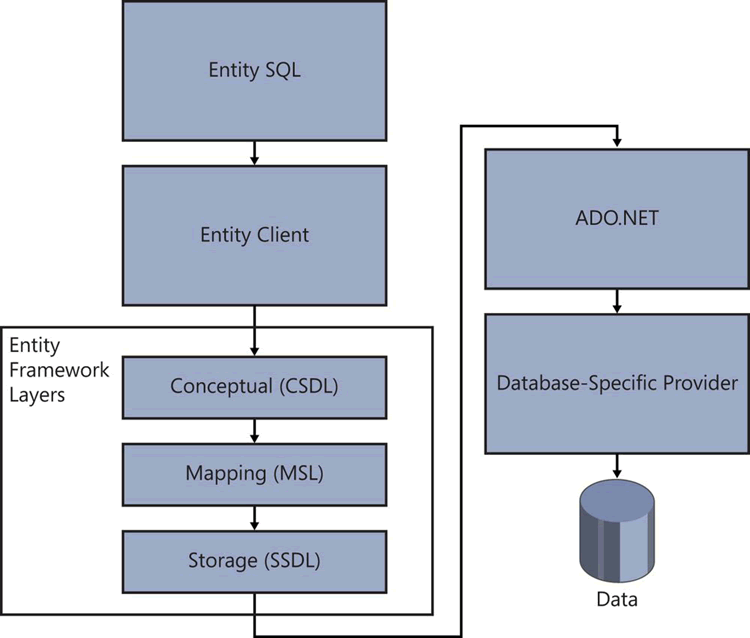 Entity SQL
Entity Client
Entity
Framework
Layers
Conceptual (CSDL)
Mapping (MSL)
Storage (SSDL)
ADO.NET
Database-Specific Provider
Data